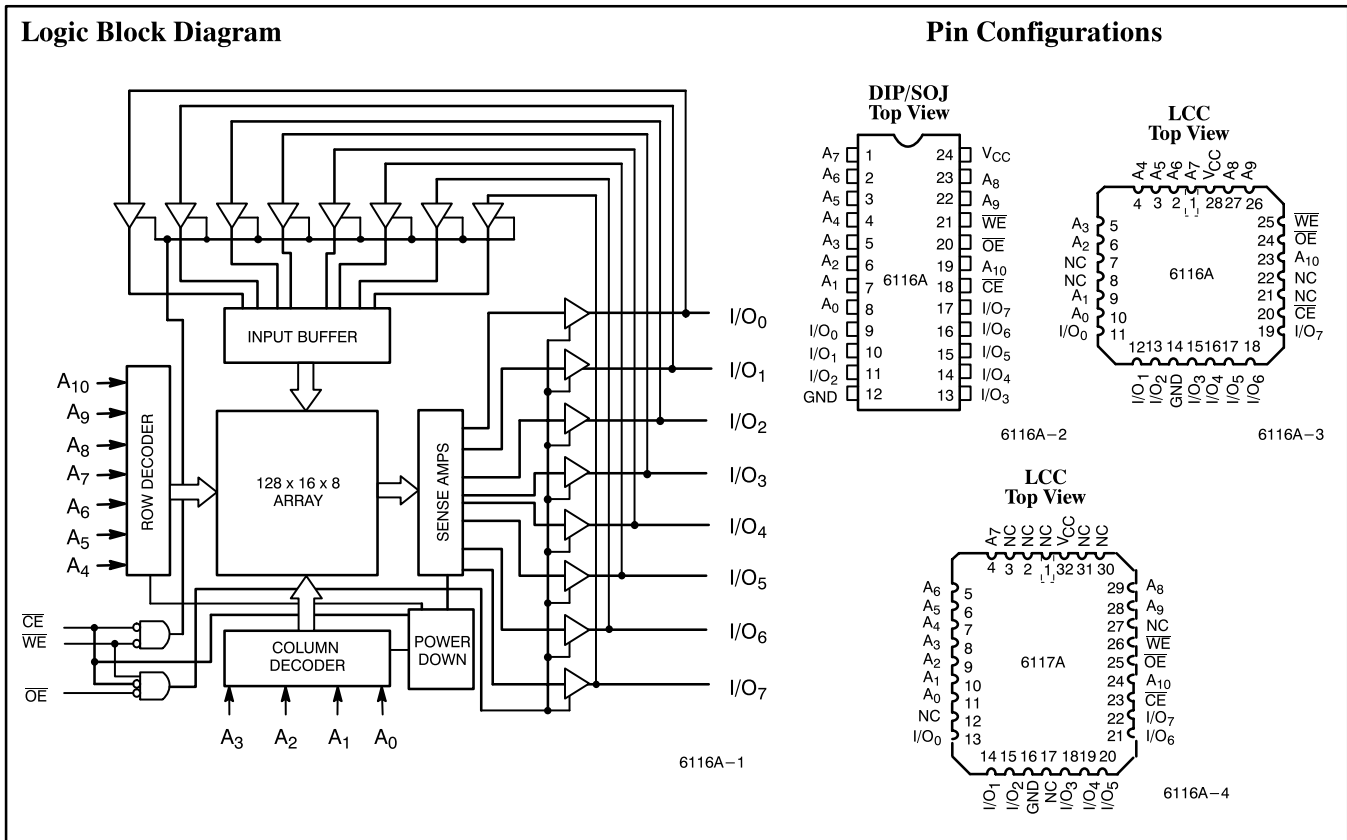 Logic Block Diagram
INPUT BUFFER
A10
A9
A8
A7
A6
A5
A4
ROW DECODER
128 x 16 x 8
ARRAY
SENSE AMPS
I/O0
I/O1
I/O2
I/O3
I/O4
I/O5
I/O6
I/O7
CE
WE
OE
COLUMN
DECODER
POWER
DOWN
A3 A2 A1 A0
6116A−1
Pin Configurations
DIP/SOJ
Top View
A7 1 24 VCC
A6 2 23 A8
A5 3 22 A9
A4 4 21 WE
A3 5 20 OE
A2 6 19 A10
6116A
A1 7 18 CE
A0 8 17 I/O7
I/O0 9 16 I/O6
I/O1 10 15 I/O5
I/O2 11 14 I/O4
GND 12 13 I/O3
6116A−2
LCC
Top View
A4 A5 A6 A7 VCC A8 A9
4 3 2 1 28 27 26
A3 5 25 WE
A2 6 24 OE
NC 7 23 A10
6116A
NC 8 22 NC
A1 9 21 NC
A0 10 20 CE
I/O0 11 19 I/O7
12 13 14 15 16 17 18
I/O1 I/O2 GND I/O3 I/O4 I/O5 I/O6
6116A−3
LCC
Top View
A7 NC NC NC VCC NC NC
4 3 2 1 32 31 30
A6 5 29 A8
A5 6 28 A9
A4 7 27 NC
A3 8 26 WE
6117A
A2 9 25 OE
A1 10 24 A10
A0 11 23 CE
NC 12 22 I/O7
I/O0 13 21 I/O6
14 15 16 17 18 19 20
I/O1 I/O2 GND NC I/O3 I/O4 I/O5
6116A−4